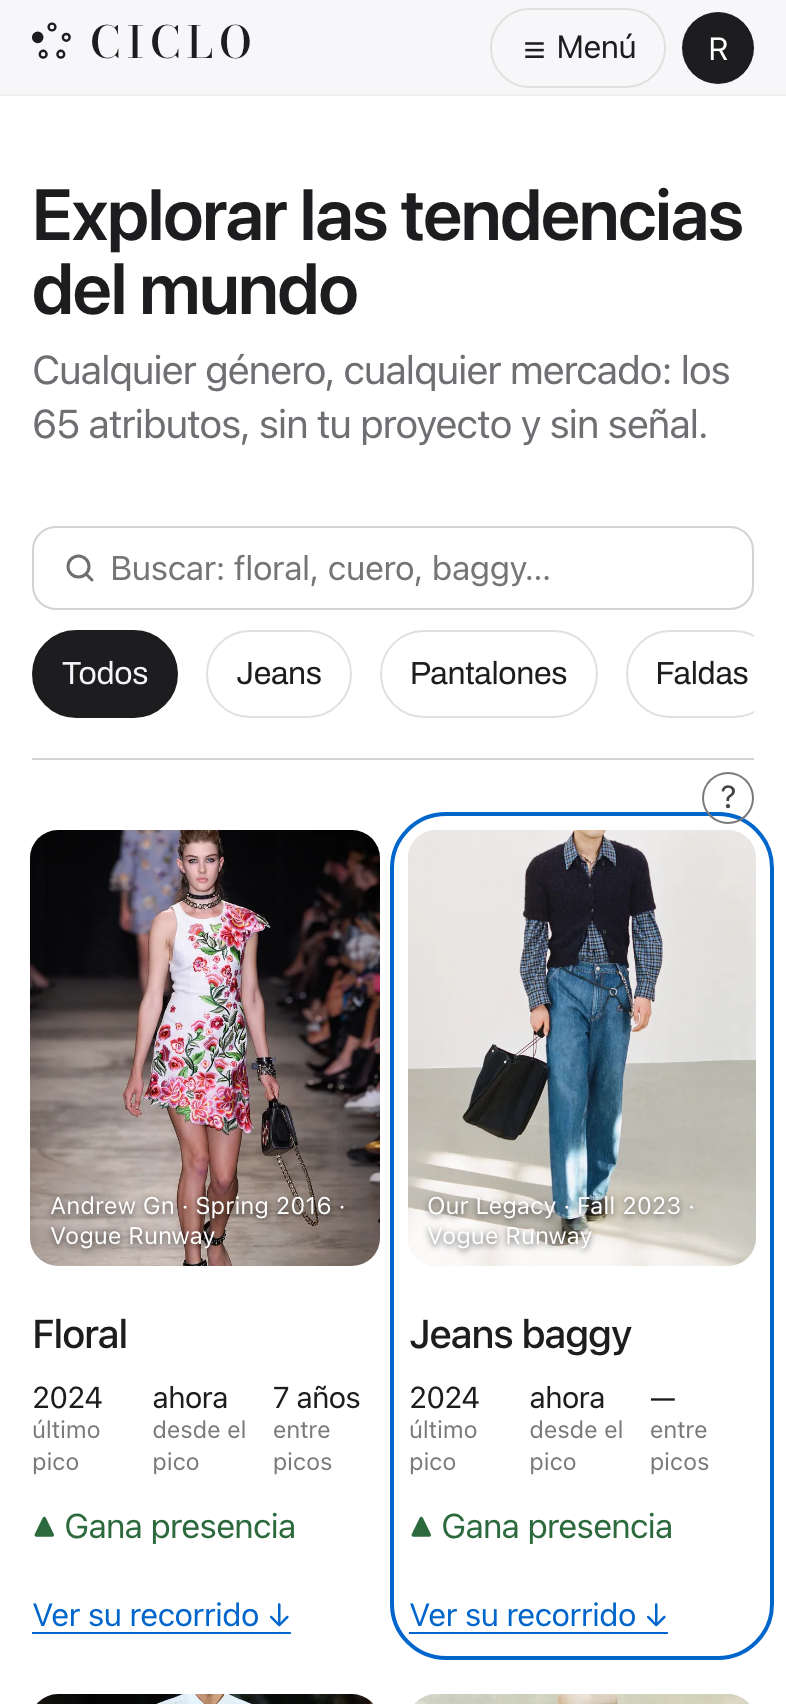 CICLO
≡ Menú
R
Explorar las tendencias
del mundo
Cualquier género, cualquier mercado: los
65 atributos, sin tu proyecto y sin señal.
Buscar: floral, cuero, baggy...
Todos
Jeans
Pantalones
Faldas
?
Andrew Gn · Spring 2016 ·
Vogue Runway
Our Legacy · Fall 2023 ·
Vogue Runway
Floral
2024 ahora 7 años
último desde el entre
pico pico picos
▲ Gana presencia
Ver su recorrido ↓
Jeans baggy
2024 ahora —
último desde el entre
pico pico picos
▲ Gana presencia
Ver su recorrido ↓